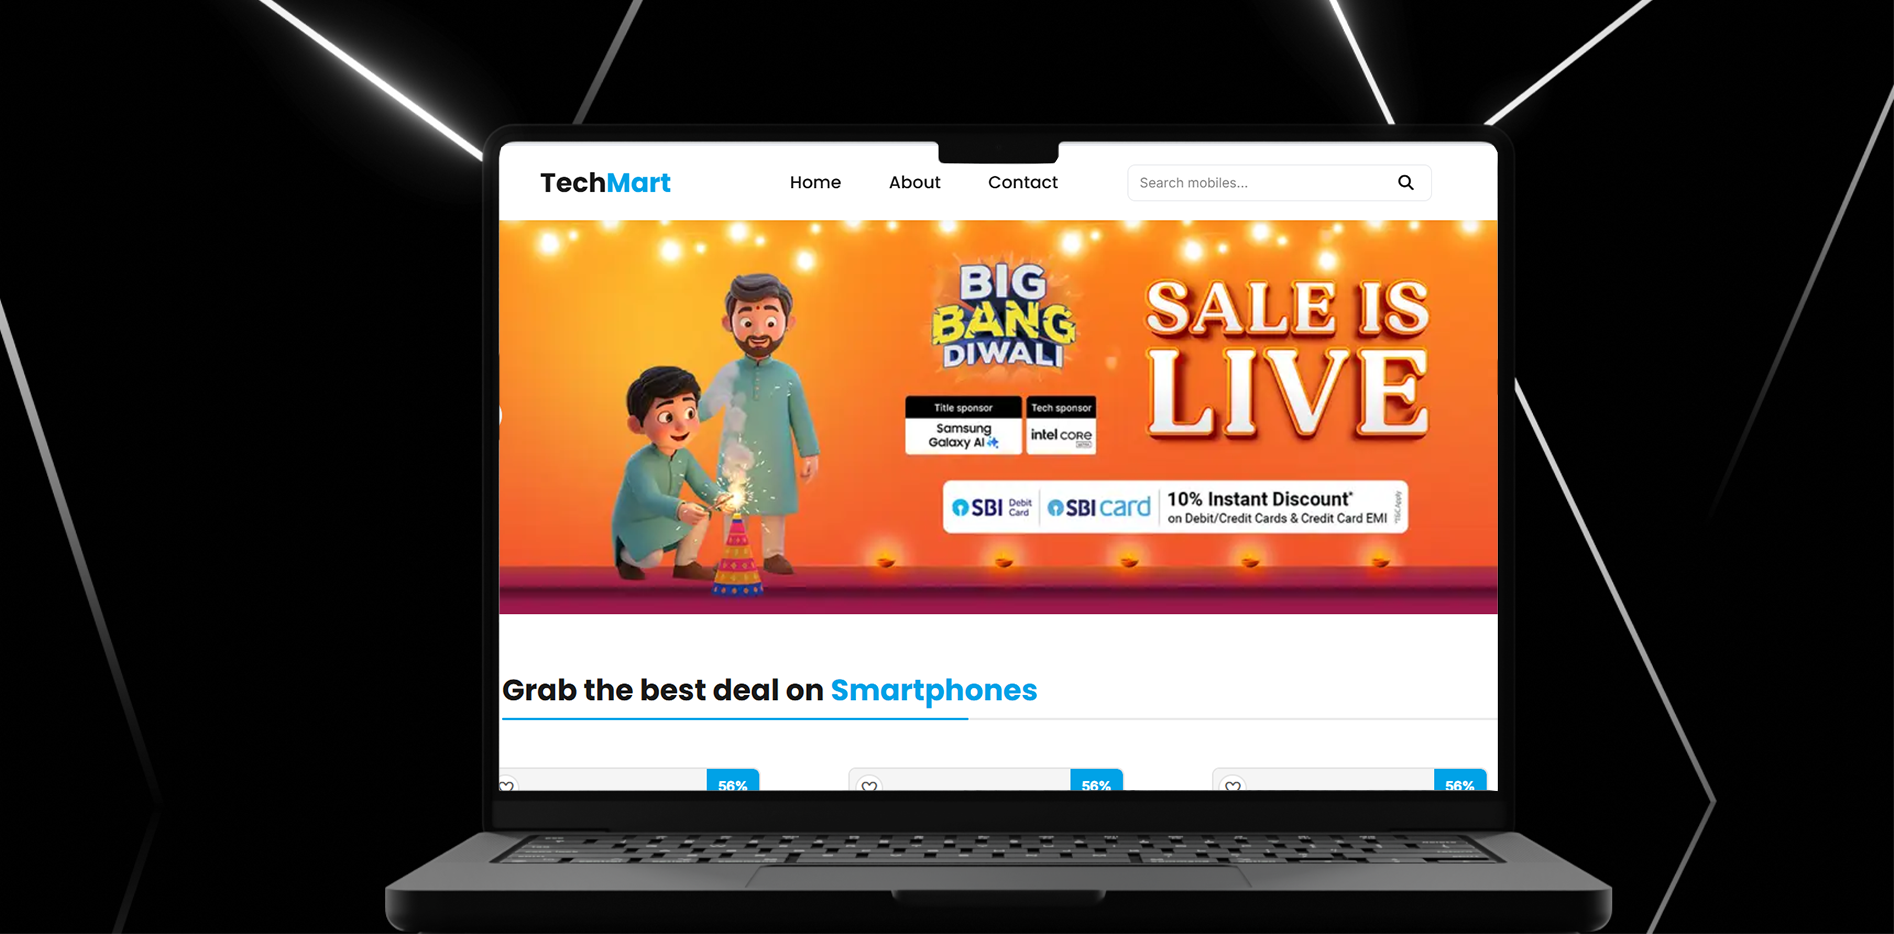 TechMart
Home About Contact
Search mobiles...
BIG
BANG
DIWALI
SALE IS
LIVE
Title sponsor
Samsung
Galaxy AI
Tech sponsor
intel core
SBI Debit
Card
SBI card
10% Instant Discount*
on Debit/Credit Cards & Credit Card EMI
*T&C Apply
Grab the best deal on Smartphones
56%
56%
56%